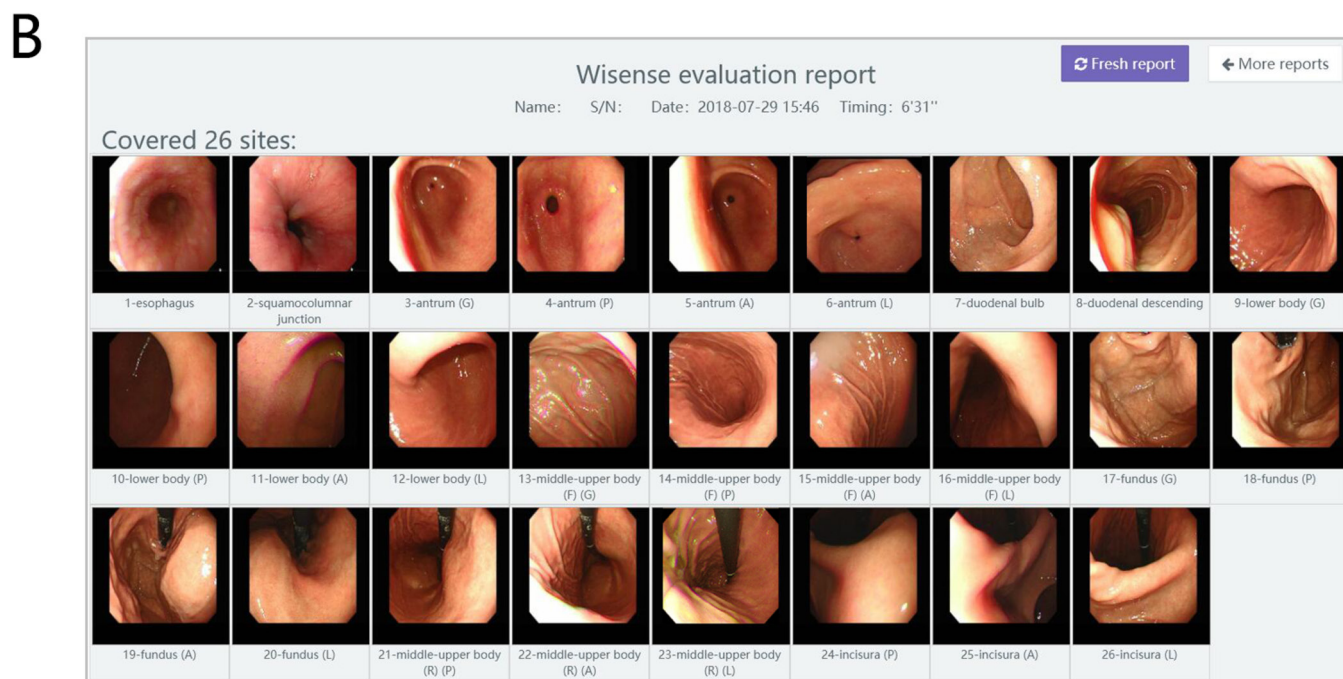 B
Wisense evaluation report
Fresh report
More reports
Name: S/N: Date: 2018-07-29 15:46 Timing: 6'31''
Covered 26 sites:
1-esophagus
2-squamocolumnar
junction
3-antrum (G)
4-antrum (P)
5-antrum (A)
6-antrum (L)
7-duodenal bulb
8-duodenal descending
9-lower body (G)
10-lower body (P)
11-lower body (A)
12-lower body (L)
13-middle-upper body
(F) (G)
14-middle-upper body
(F) (P)
15-middle-upper body
(F) (A)
16-middle-upper body
(F) (L)
17-fundus (G)
18-fundus (P)
19-fundus (A)
20-fundus (L)
21-middle-upper body
(R) (P)
22-middle-upper body
(R) (A)
23-middle-upper body
(R) (L)
24-incisura (P)
25-incisura (A)
26-incisura (L)